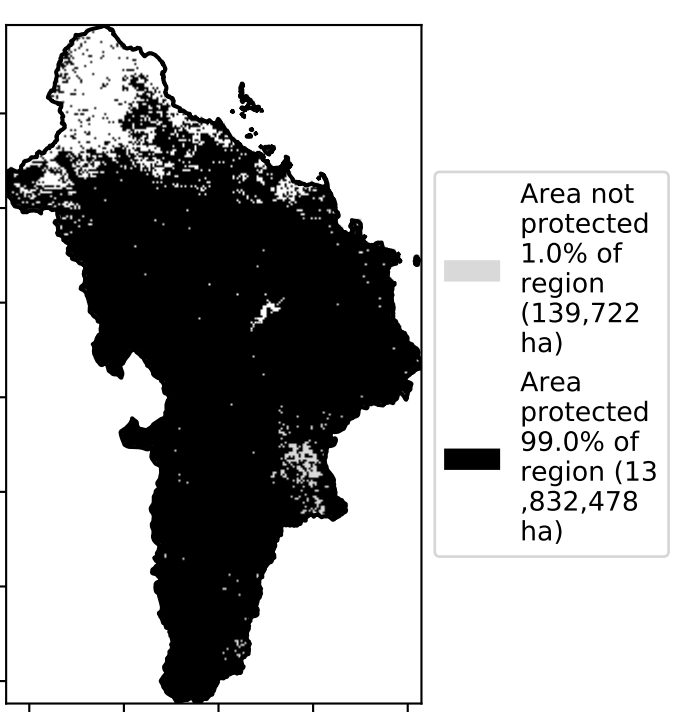 Area not
protected
1.0% of
region
(139,722
ha)
Area
protected
99.0% of
region (13
,832,478
ha)